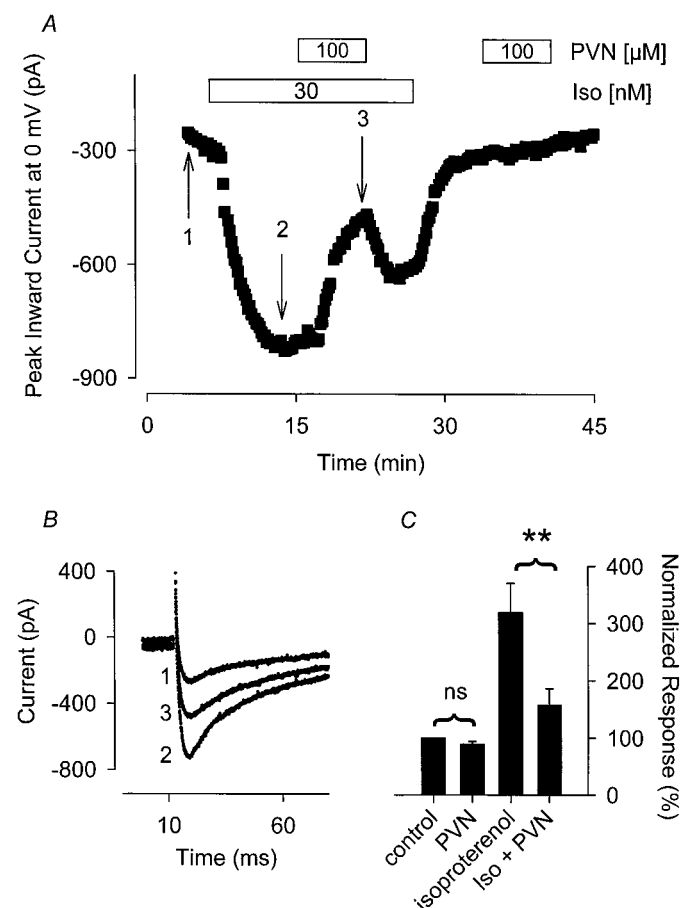 A
100 100 PVN [µM]
30 Iso [nM]
3
Peak Inward Current at 0 mV (pA)
-300
1
2
-600
-900
0 15 30 45
Time (min)
B
400
0
-400
-800
Current (pA)
1
3
2
10 60
Time (ms)
C
**
ns
400
300
200
100
0
Normalized Response (%)
control
PVN
isoproterenol
Iso + PVN